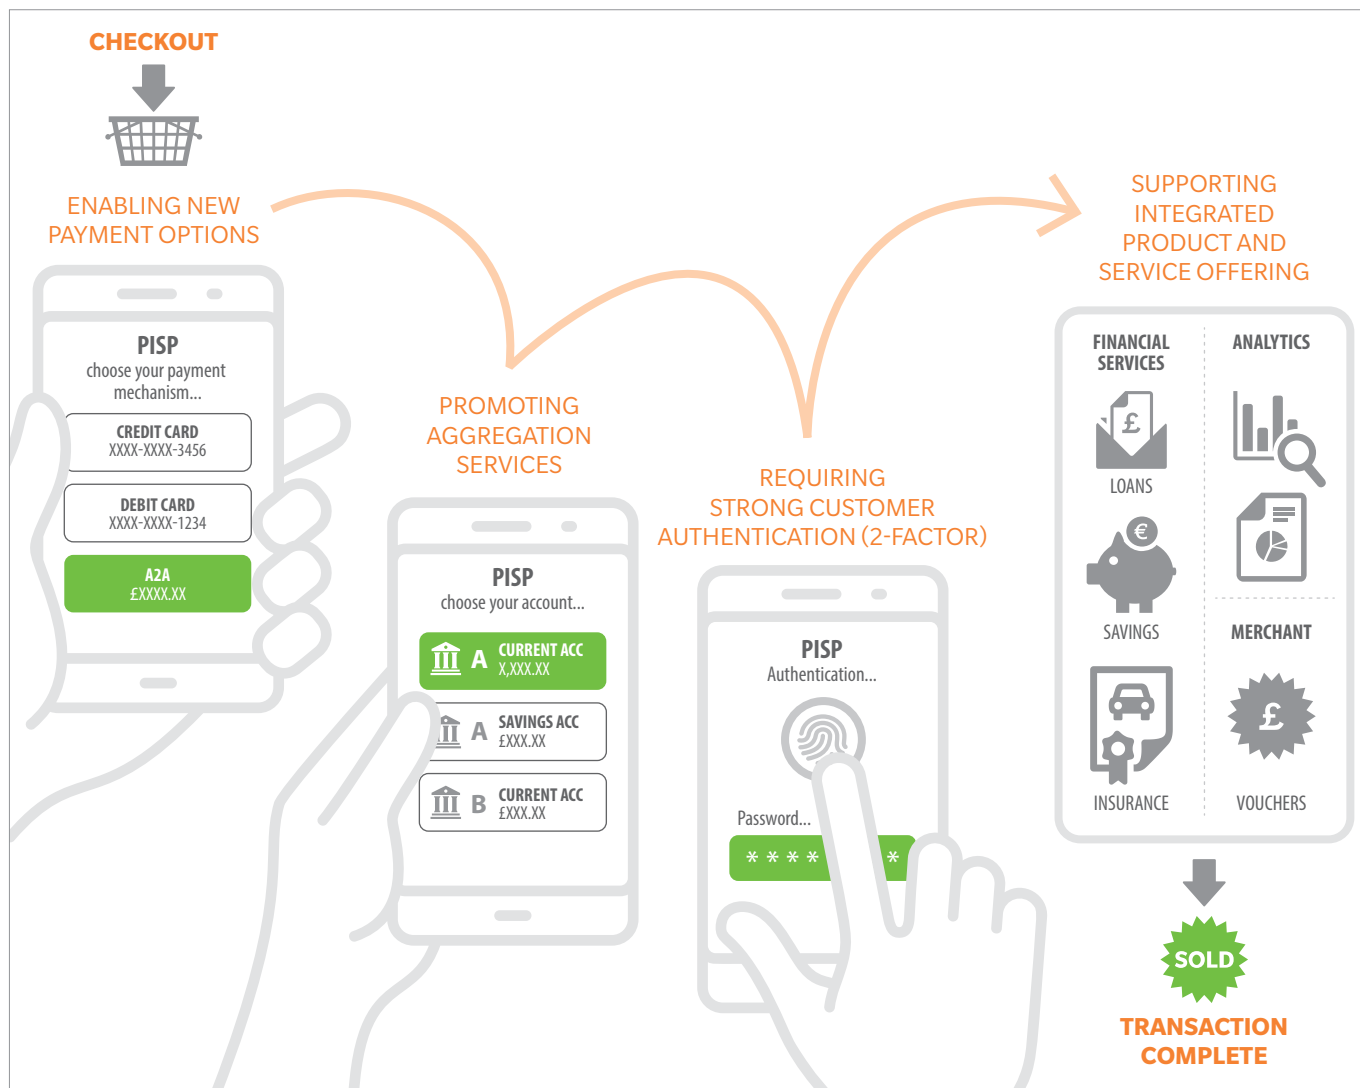 CHECKOUT
ENABLING NEW
PAYMENT OPTIONS
PISP
choose your payment
mechanism...
CREDIT CARD
XXXX-XXXX-3456
DEBIT CARD
XXXX-XXXX-1234
A2A
£XXXX.XX
PROMOTING
AGGREGATION
SERVICES
PISP
choose your account...
A CURRENT ACC
X,XXX.XX
A SAVINGS ACC
£XXX.XX
B CURRENT ACC
£XXX.XX
REQUIRING
STRONG CUSTOMER
AUTHENTICATION (2-FACTOR)
PISP
Authentication...
Password...
* * * * *
SUPPORTING
INTEGRATED
PRODUCT AND
SERVICE OFFERING
FINANCIAL
SERVICES
£
LOANS
€
SAVINGS
INSURANCE
ANALYTICS
MERCHANT
£
VOUCHERS
SOLD
TRANSACTION
COMPLETE